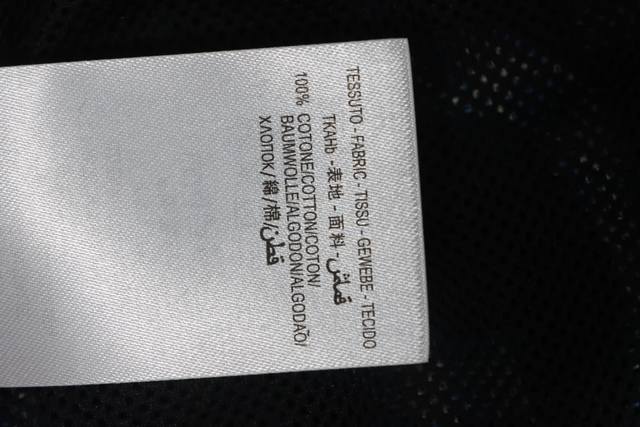 TESSUTO - FABRIC - TISSU - GEWEBE - TECIDO
TKAHb - 表地 - 面料 - قماش
100% COTONE/COTTON/COTON/
BAUMWOLLE/ALGODON/ALGODAÕ/
ХЛОПОК/綿/棉/قطن